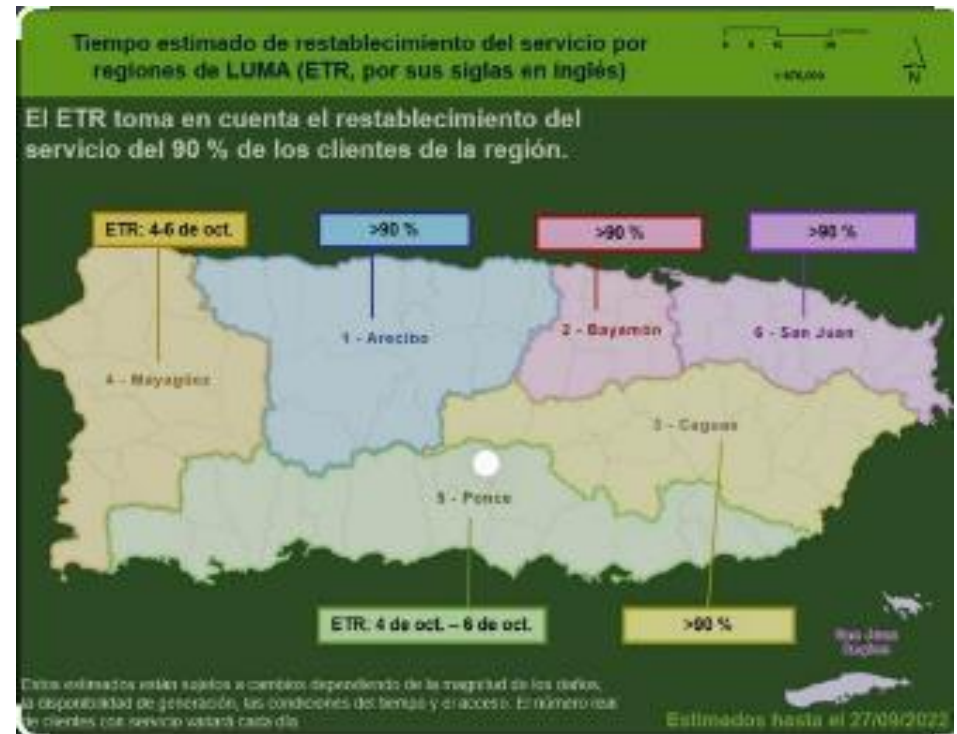 Tiempo estimado de restablecimiento del servicio por
regiones de LUMA (ETR, por sus siglas en inglés)
N
El ETR toma en cuenta el restablecimiento del
servicio del 90 % de los clientes de la región.
ETR: 4-6 de oct.
>90 %
>90 %
>90 %
1 - Arecibo
2 - Bayamón
6 - San Juan
4 - Mayagüez
3 - Caguas
5 - Ponce
ETR: 4 de oct. – 6 de oct.
>90 %
San Juan
Region
Estos estimados están sujetos a cambios dependiendo de la magnitud de los daños,
la disponibilidad de generación, las condiciones del tiempo y el acceso. El número real
de clientes con servicio variará cada día
Estimados hasta el 27/09/2022